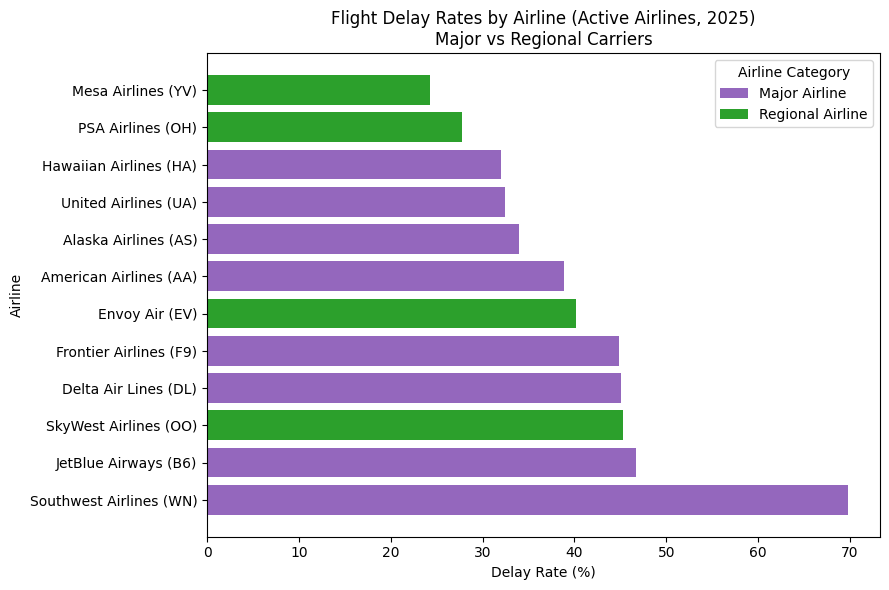 Flight Delay Rates by Airline (Active Airlines, 2025)
Major vs Regional Carriers
Airline Category
Major Airline
Regional Airline
Airline
Mesa Airlines (YV)
PSA Airlines (OH)
Hawaiian Airlines (HA)
United Airlines (UA)
Alaska Airlines (AS)
American Airlines (AA)
Envoy Air (EV)
Frontier Airlines (F9)
Delta Air Lines (DL)
SkyWest Airlines (OO)
JetBlue Airways (B6)
Southwest Airlines (WN)
0 10 20 30 40 50 60 70
Delay Rate (%)